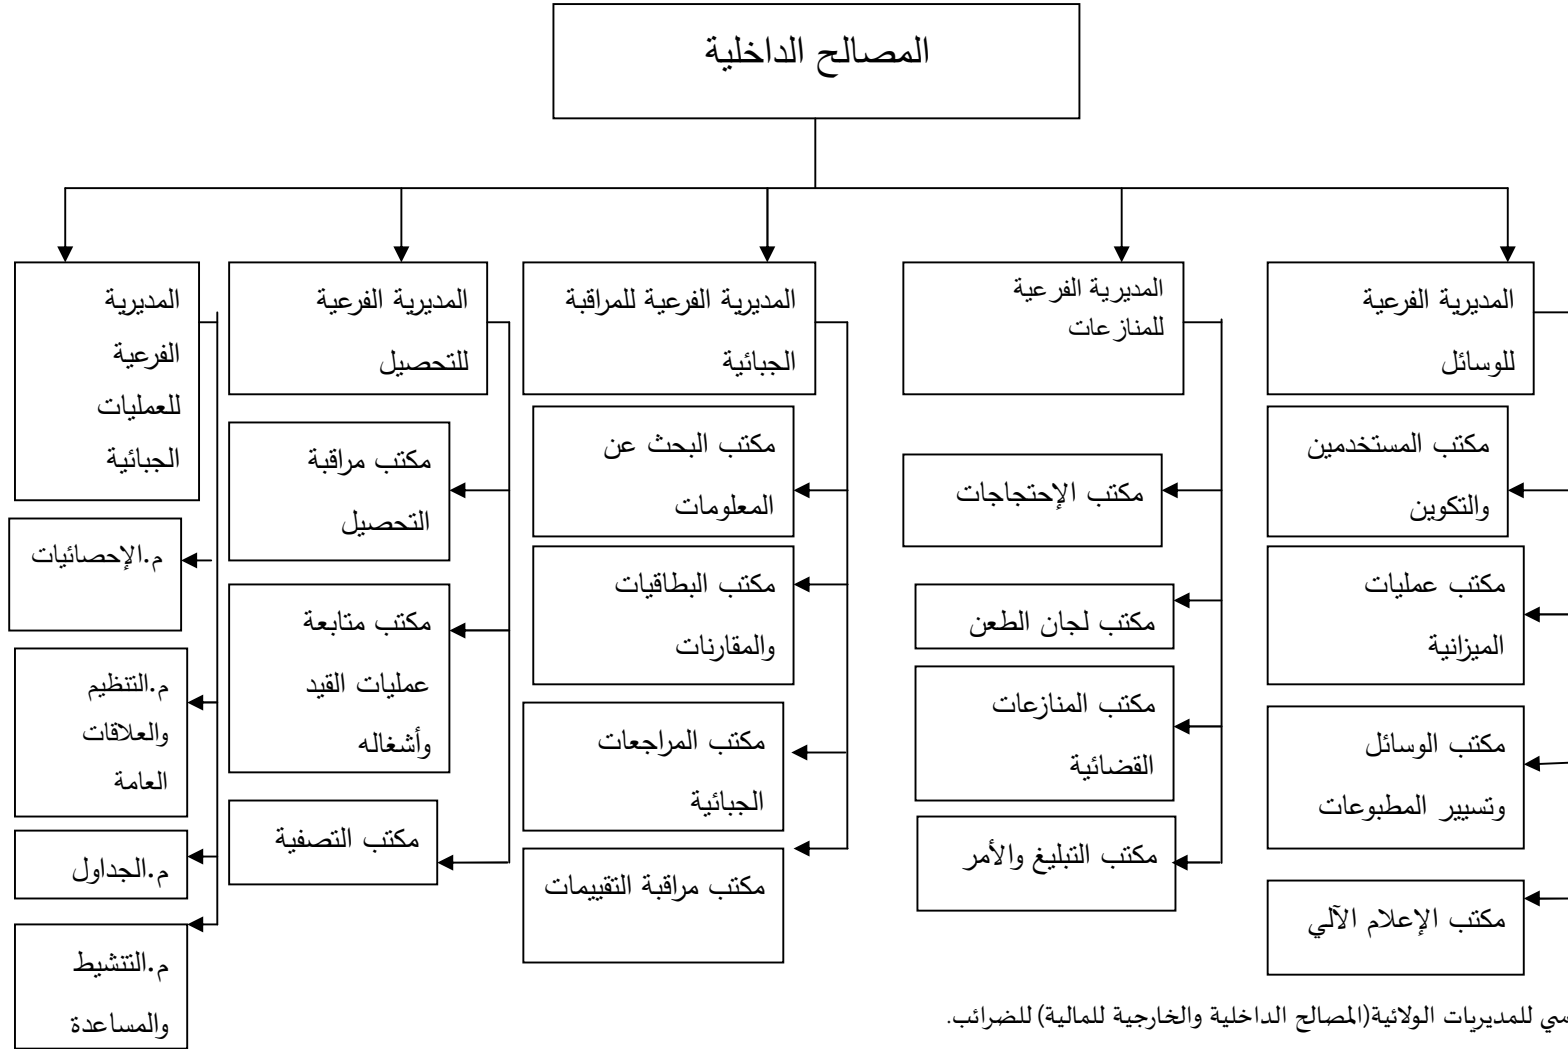 المصالح الداخلية
المديرية الفرعية
للوسائل
مكتب المستخدمين
والتكوين
مكتب عمليات
الميزانية
مكتب الوسائل
وتسيير المطبوعات
مكتب الإعلام الآلي
المديرية الفرعية
للمنازعات
مكتب الإحتجاجات
مكتب لجان الطعن
مكتب المنازعات
القضائية
مكتب التبليغ والأمر
المديرية الفرعية للمراقبة
الجبائية
مكتب البحث عن
المعلومات
مكتب البطاقيات
والمقارنات
مكتب المراجعات
الجبائية
مكتب مراقبة التقييمات
المديرية الفرعية
للتحصيل
مكتب مراقبة
التحصيل
مكتب متابعة
عمليات القيد
وأشغاله
مكتب التصفية
المديرية
الفرعية
للعمليات
الجبائية
م.الإحصائيات
م.التنظيم
والعلاقات
العامة
م.الجداول
م.التنشيط
والمساعدة
للمديريات الولائية(المصالح الداخلية والخارجية للمالية) للضرائب.